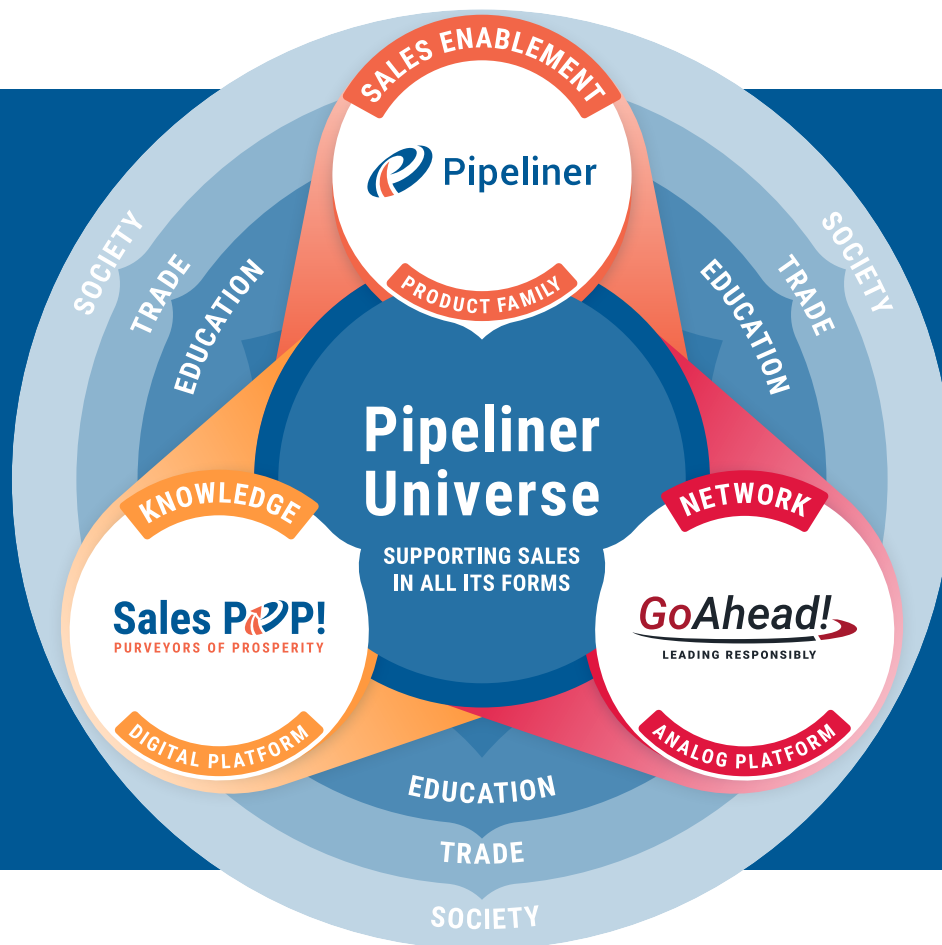 SALES ENABLEMENT
Pipeliner
PRODUCT FAMILY
SOCIETY
TRADE
EDUCATION
EDUCATION
TRADE
SOCIETY
Pipeliner
Universe
SUPPORTING SALES
IN ALL ITS FORMS
KNOWLEDGE
Sales POP!
PURVEYORS OF PROSPERITY
DIGITAL PLATFORM
NETWORK
GoAhead!
LEADING RESPONSIBLY
ANALOG PLATFORM
EDUCATION
TRADE
SOCIETY